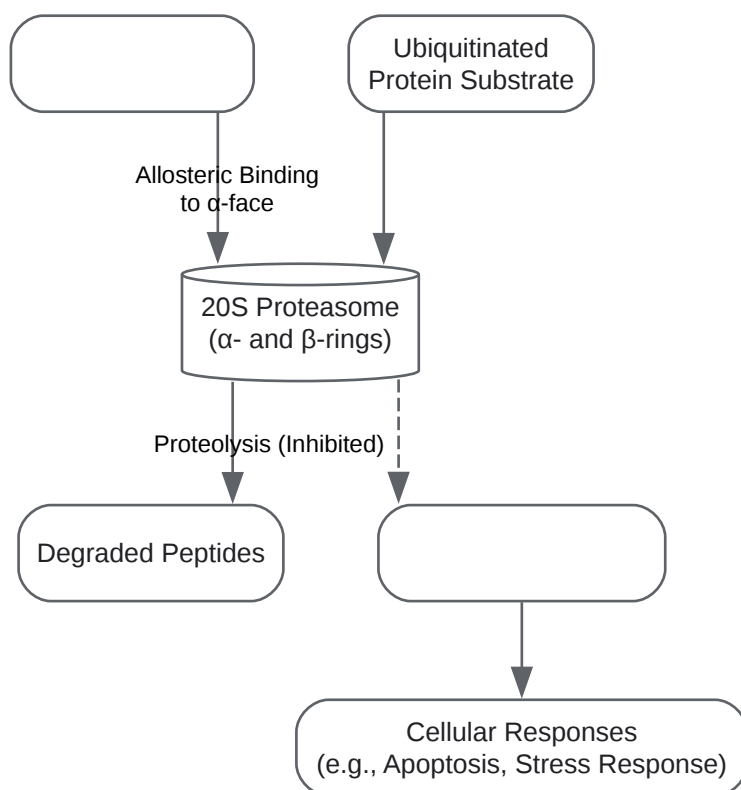 Ubiquitinated
Protein Substrate
Allosteric Binding
to α-face
20S Proteasome
(α- and β-rings)
Proteolysis (Inhibited)
Degraded Peptides
Cellular Responses
(e.g., Apoptosis, Stress Response)